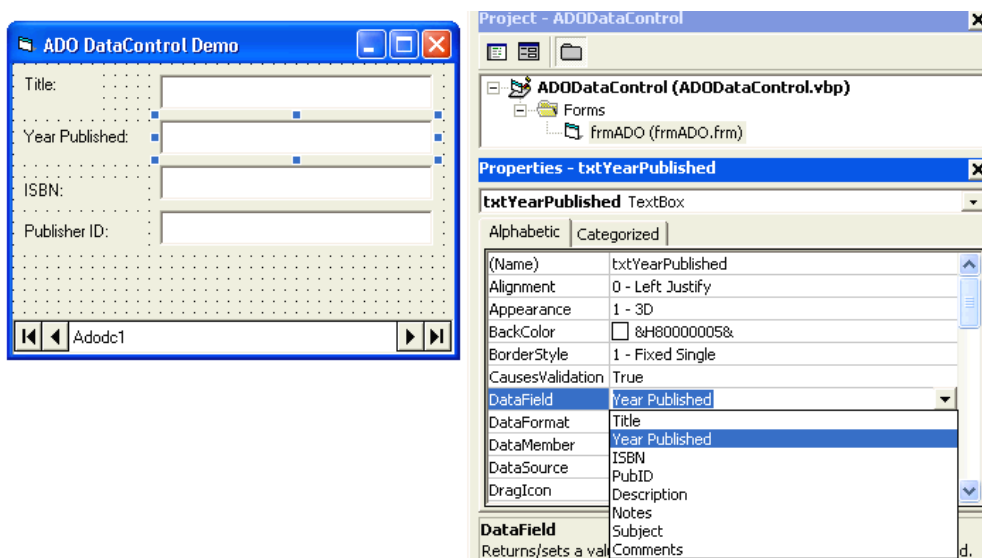 ADO DataControl Demo
Title:
Year Published:
ISBN:
Publisher ID:
Adodc1
Project - ADODataControl
ADODataControl (ADODataControl.vbp)
Forms
frmADO (frmADO.frm)
Properties - txtYearPublished
txtYearPublished TextBox
Alphabetic Categorized
(Name) txtYearPublished
Alignment 0 - Left Justify
Appearance 1 - 3D
BackColor &H80000005&
BorderStyle 1 - Fixed Single
CausesValidation True
DataField Year Published
DataFormat
DataMember
DataSource
DragIcon
Title
Year Published
ISBN
PubID
Description
Notes
Subject
Comments
DataField
Returns/sets a val d.